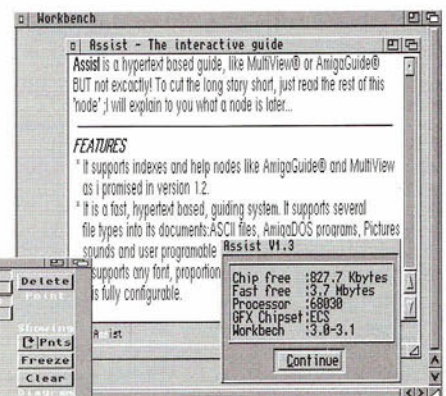 Workbench
Assist - The interactive guide
Assist is a hypertext based guide, like MultiView® or AmigaGuide®
BUT not excactly! To cut the long story short, just read the rest of this
'node' ;i will explain to you what a node is later...
FEATURES
* It supports indexes and help nodes like AmigaGuide® and MultiView
as i promised in version 1.2.
* It is a fast, hypertext based, guiding system. It supports several
file types into its documents:ASCII files, AmigaDOS programs, Pictures
sounds and user programable
supports any font, proportion
is fully configurable.
Assist V1.3
Chip free :827.7 Kbytes
Fast free :3.7 Mbytes
Processor :68030
GFX Chipset:ECS
Workbech :3.0-3.1
Continue
Delete
Point
Showing
Pnts
Freeze
Clear
Diagram